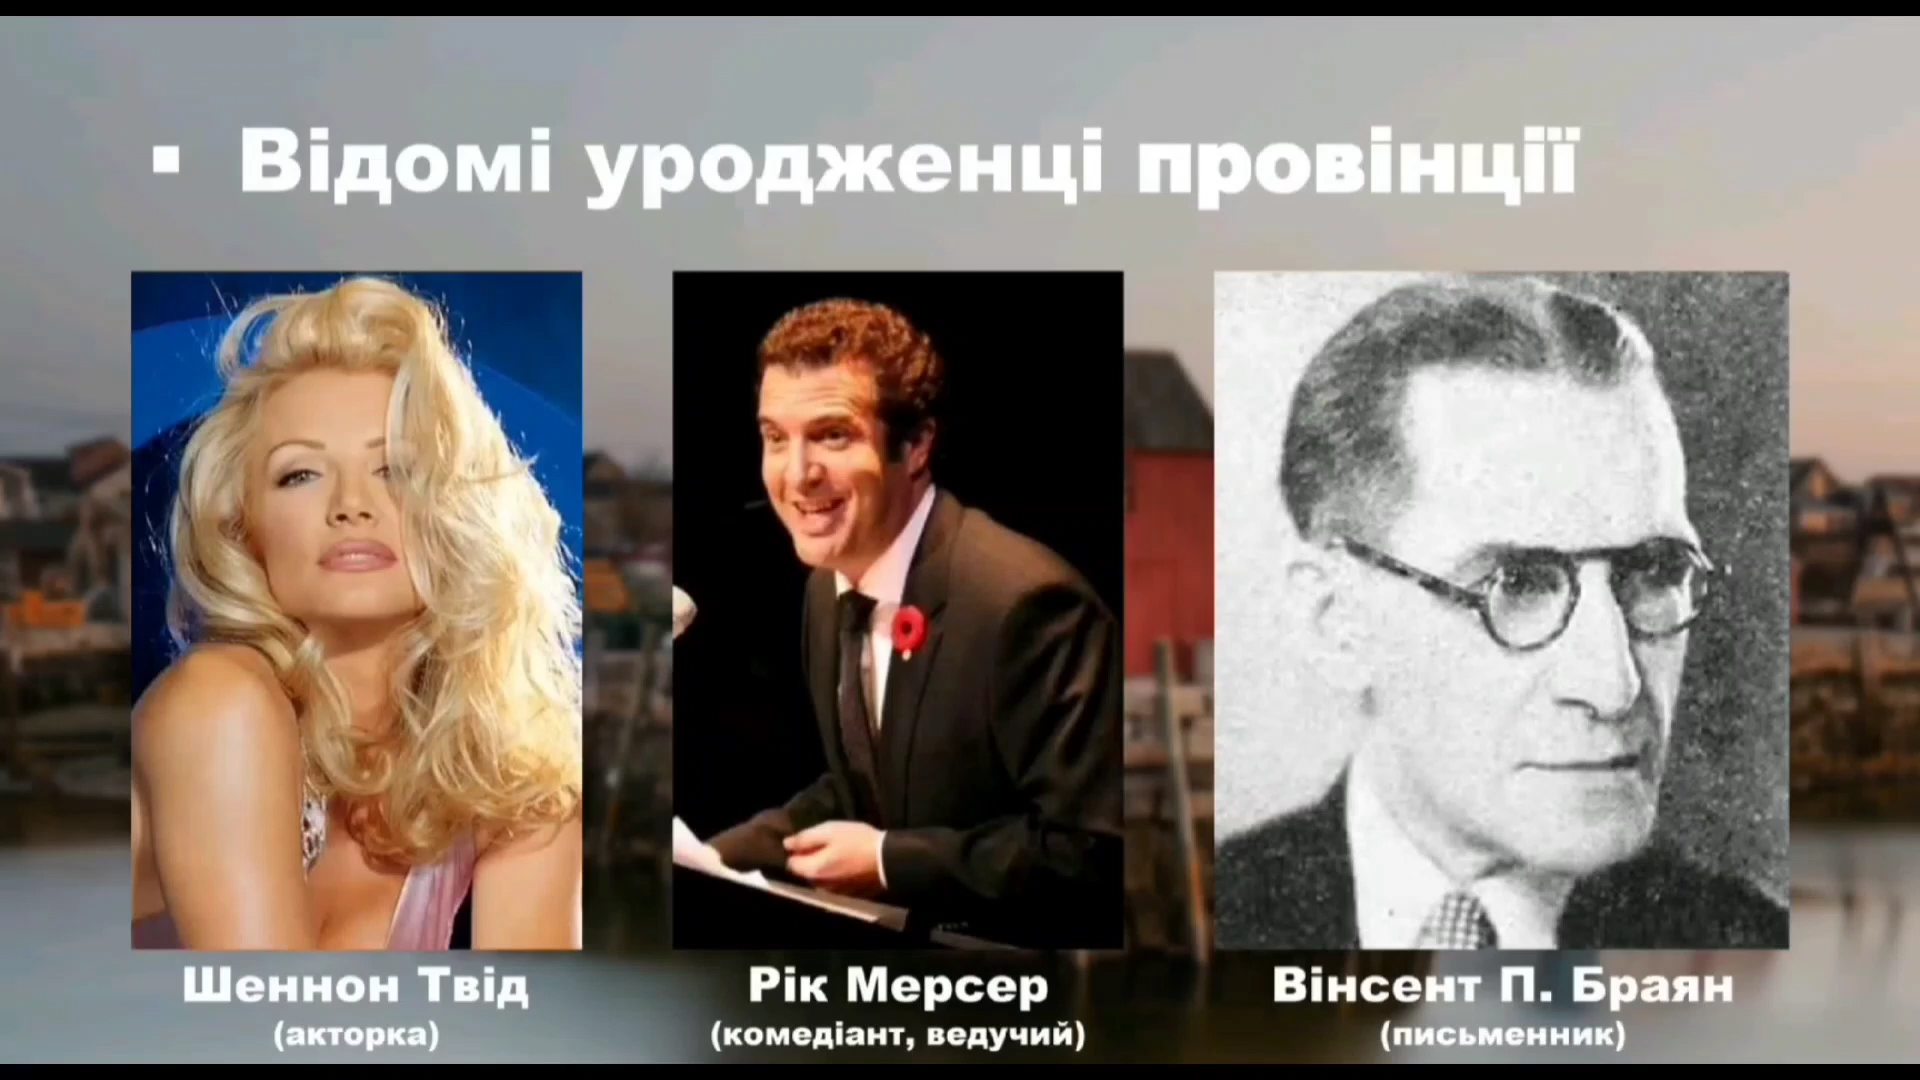 ▪ Відомі уродженці провінції
Шеннон Твід
(акторка)
Рік Мерсер
(комедіант, ведучий)
Вінсент П. Браян
(письменник)